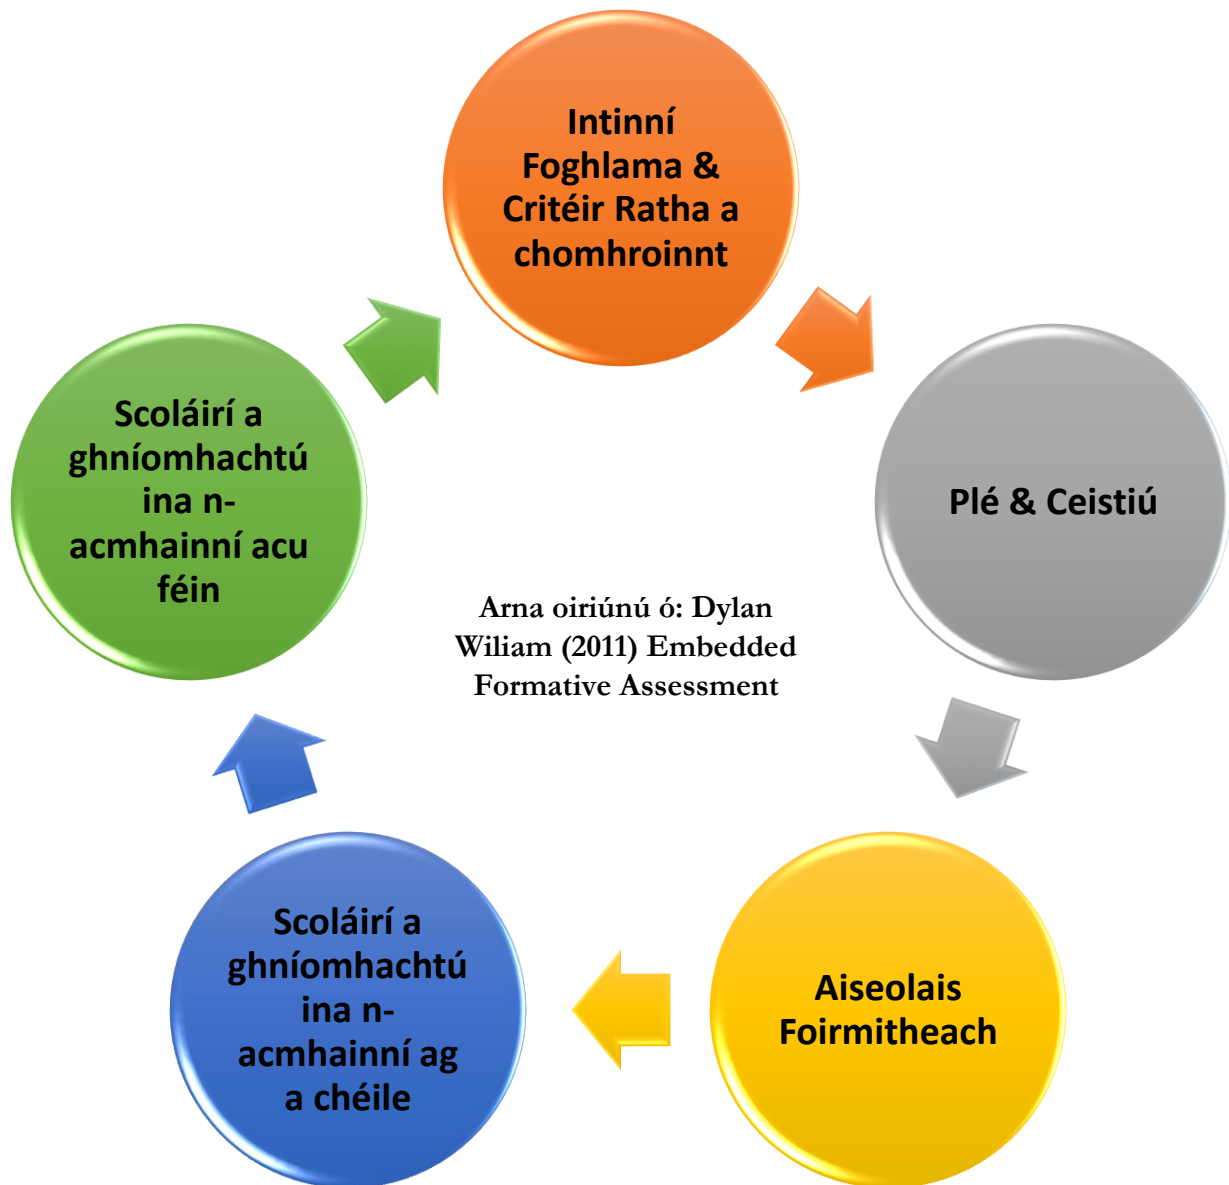 Intinní
Foghlama &
Critéir Ratha a
chomhroinnt
Plé & Ceistiú
Aiseolais
Foirmitheach
Scoláirí a
ghníomhachtú
ina n-
acmhainní ag
a chéile
Scoláirí a
ghníomhachtú
ina n-
acmhainní acu
féin
Arna oiriúnú ó: Dylan
Wiliam (2011) Embedded
Formative Assessment